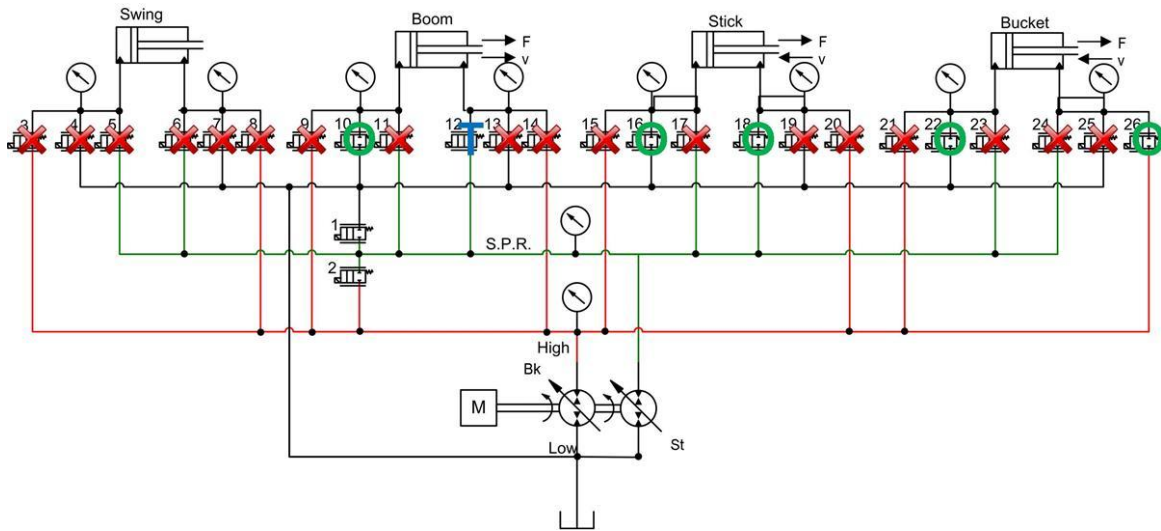 Swing
Boom
Stick
Bucket
F
v
F
v
F
v
3 4 5 6 7 8 9 10 11 12 13 14 15 16 17 18 19 20 21 22 23 24 25 26
1
S.P.R.
2
High
Bk
M
Low
St